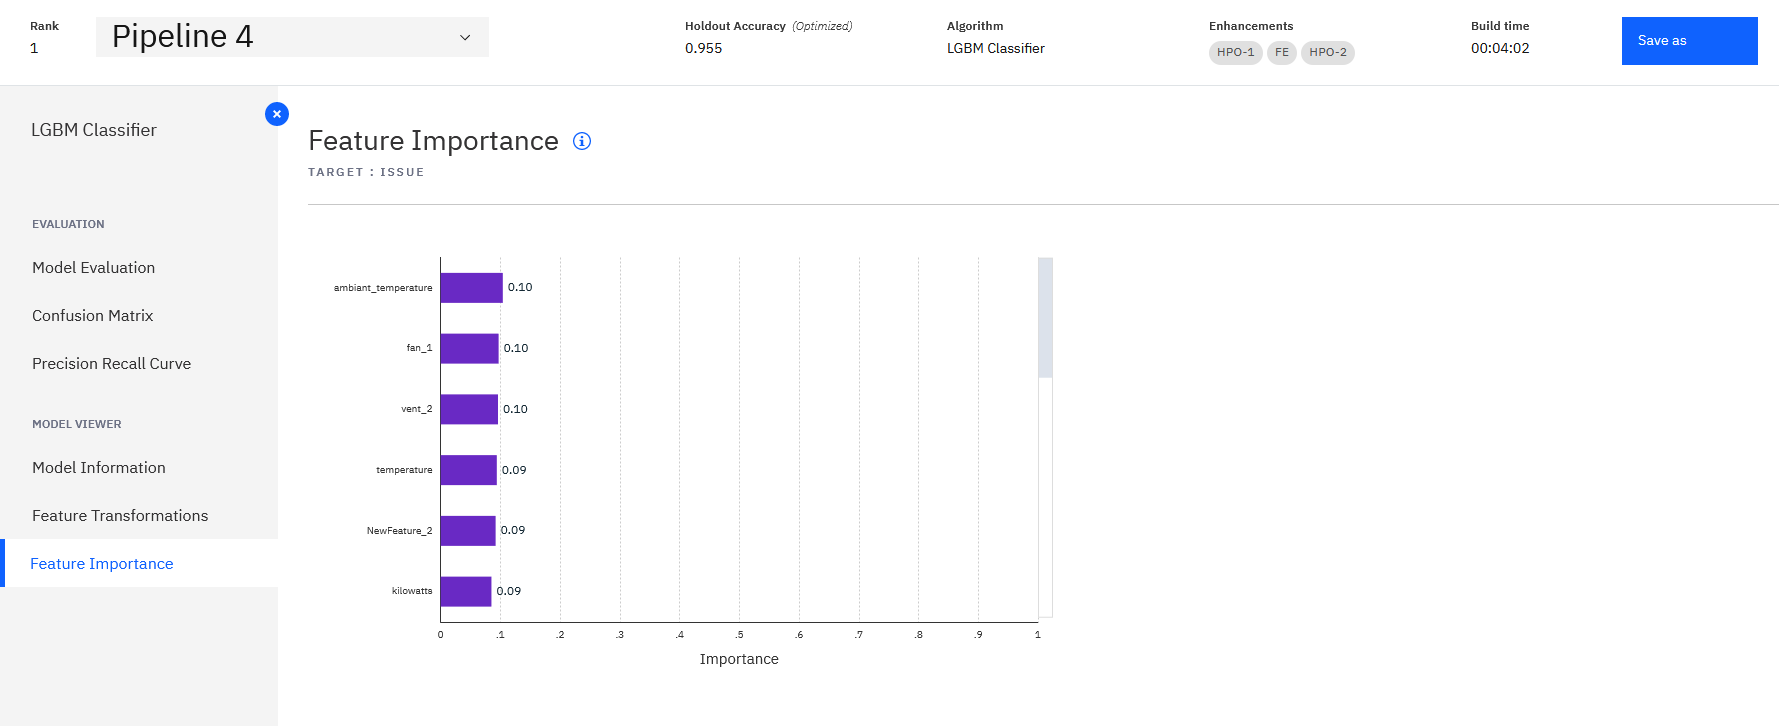 Rank
1
Pipeline 4
Holdout Accuracy (Optimized)
0.955
Algorithm
LGBM Classifier
Enhancements
HPO-1 FE HPO-2
Build time
00:04:02
Save as
LGBM Classifier
EVALUATION
Model Evaluation
Confusion Matrix
Precision Recall Curve
MODEL VIEWER
Model Information
Feature Transformations
Feature Importance
Feature Importance
TARGET : ISSUE
ambiant_temperature 0.10
fan_1 0.10
vent_2 0.10
temperature 0.09
NewFeature_2 0.09
kilowatts 0.09
0 .1 .2 .3 .4 .5 .6 .7 .8 .9 1
Importance